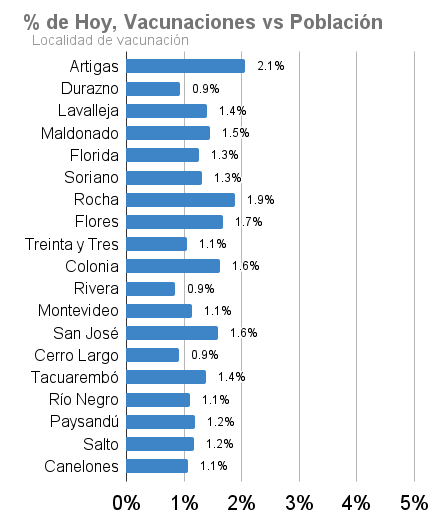 % de Hoy, Vacunaciones vs Población
Localidad de vacunación
Artigas 2.1%
Durazno 0.9%
Lavalleja 1.4%
Maldonado 1.5%
Florida 1.3%
Soriano 1.3%
Rocha 1.9%
Flores 1.7%
Treinta y Tres 1.1%
Colonia 1.6%
Rivera 0.9%
Montevideo 1.1%
San José 1.6%
Cerro Largo 0.9%
Tacuarembó 1.4%
Río Negro 1.1%
Paysandú 1.2%
Salto 1.2%
Canelones 1.1%
0% 1% 2% 3% 4% 5%